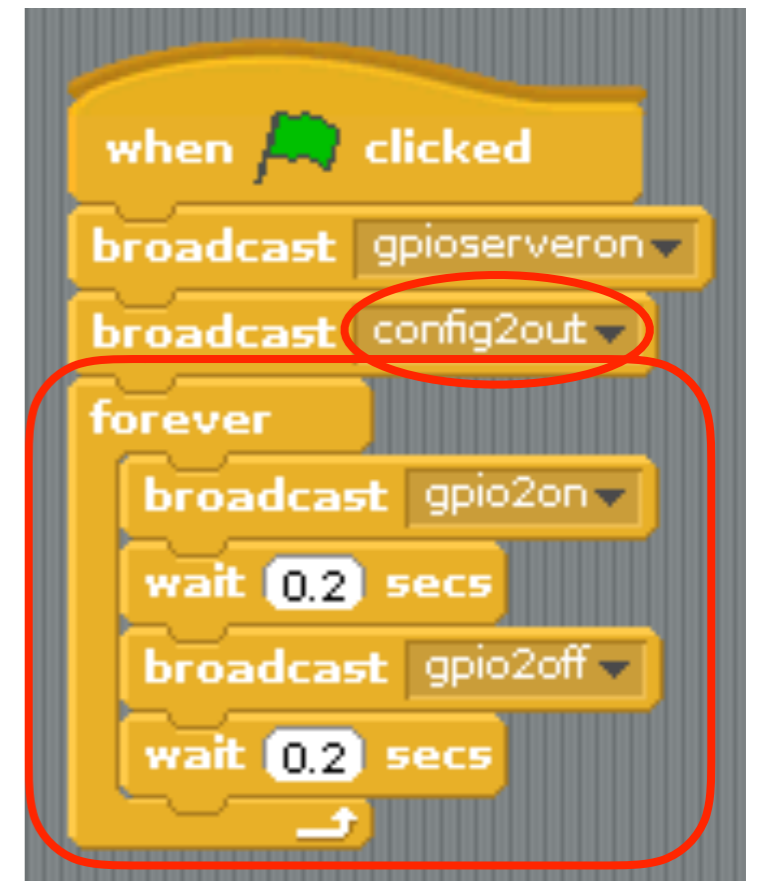 when clicked
broadcast gpioserveron
broadcast config2out
forever
broadcast gpio2on
wait 0.2 secs
broadcast gpio2off
wait 0.2 secs